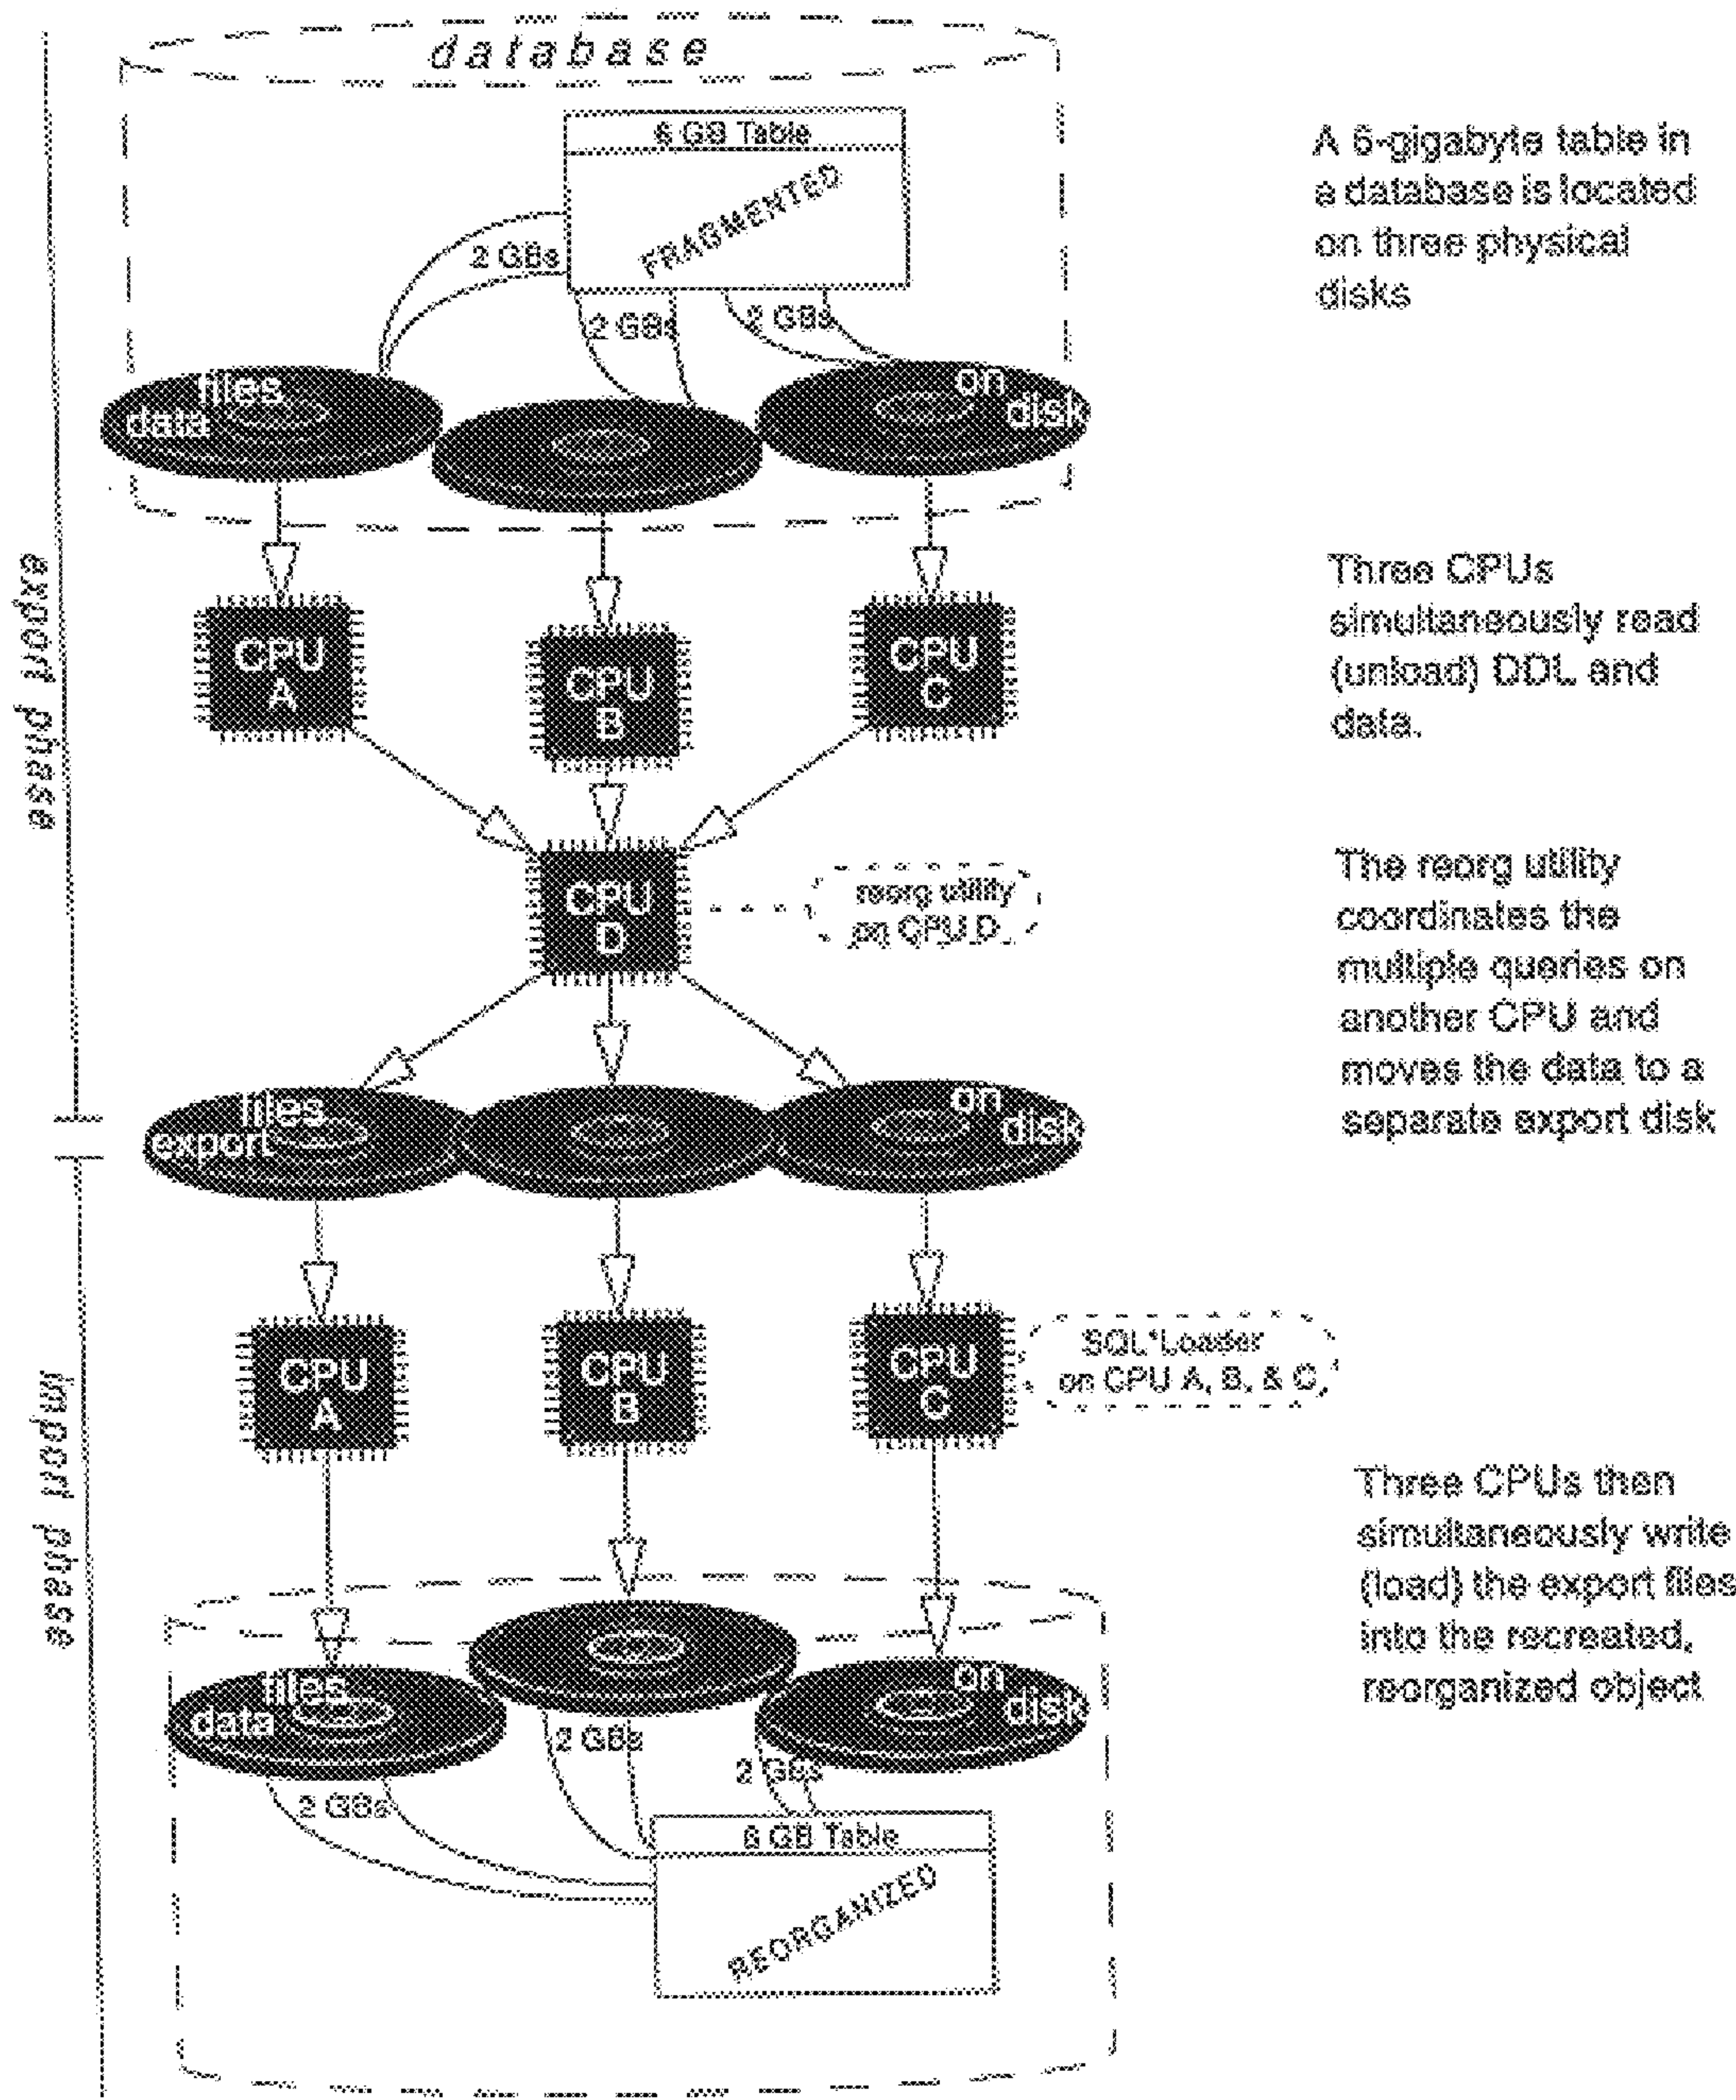 database
6 GB Table
FRAGMENTED
2 GBs
2 GBs
2 GBs
files
data
on
disk
A 6-gigabyte table in
a database is located
on three physical
disks
export phase
CPU
A
CPU
B
CPU
C
Three CPUs
simultaneously read
(unload) DDL and
data.
CPU
D
reorg utility
on CPU D
The reorg utility
coordinates the
multiple queries on
another CPU and
moves the data to a
separate export disk
files
export
on
disk
import phase
CPU
A
CPU
B
CPU
C
SQL*Loader
on CPU A, B, & C
Three CPUs then
simultaneously write
(load) the export files
into the recreated,
reorganized object
files
data
on
disk
2 GBs
2 GBs
2 GBs
6 GB Table
REORGANIZED